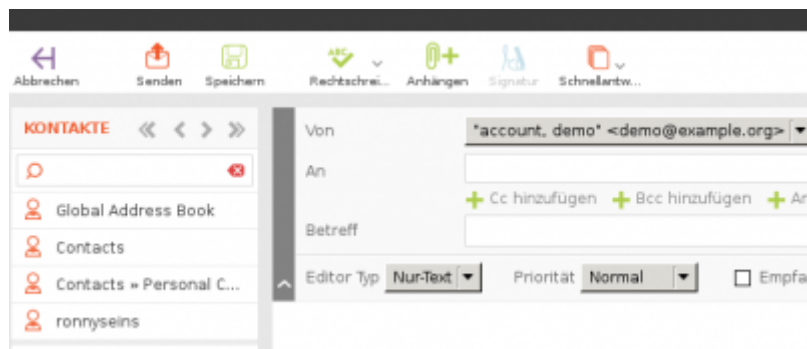 Abbrechen Senden Speichern Rechtschrei... Anhängen Signatur Schnellantw...
KONTAKTE
Von "account, demo" <demo@example.org>
An
Cc hinzufügen Bcc hinzufügen
Global Address Book
Betreff
Contacts
Contacts » Personal C...
Editor Typ Nur-Text Priorität Normal
ronnyseins